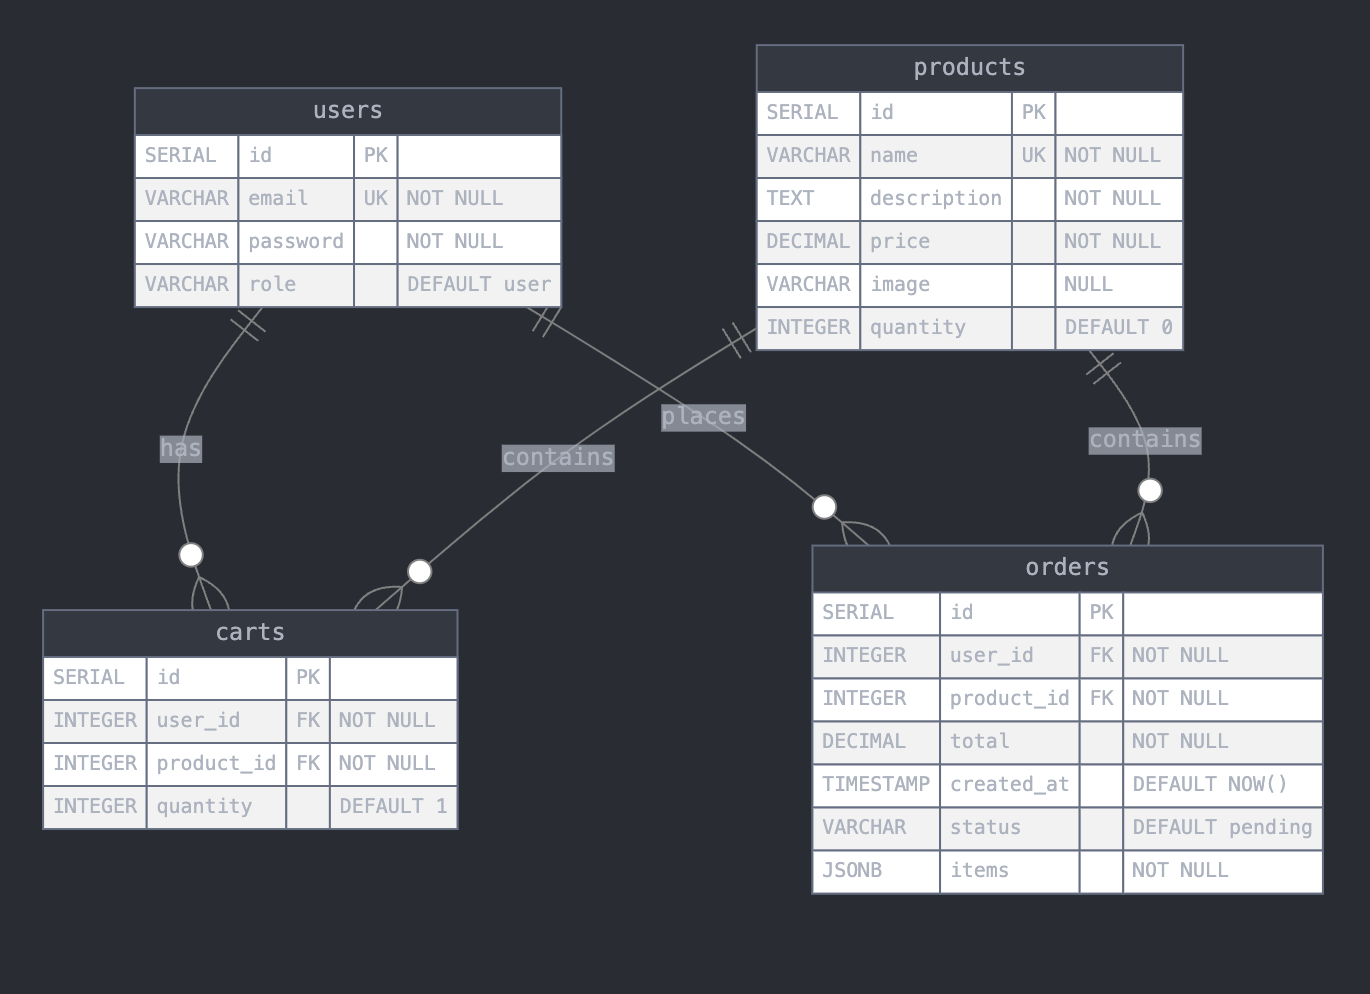 users
SERIAL id PK
VARCHAR email UK NOT NULL
VARCHAR password NOT NULL
VARCHAR role DEFAULT user
products
SERIAL id PK
VARCHAR name UK NOT NULL
TEXT description NOT NULL
DECIMAL price NOT NULL
VARCHAR image NULL
INTEGER quantity DEFAULT 0
has
contains
places
contains
carts
SERIAL id PK
INTEGER user_id FK NOT NULL
INTEGER product_id FK NOT NULL
INTEGER quantity DEFAULT 1
orders
SERIAL id PK
INTEGER user_id FK NOT NULL
INTEGER product_id FK NOT NULL
DECIMAL total NOT NULL
TIMESTAMP created_at DEFAULT NOW()
VARCHAR status DEFAULT pending
JSONB items NOT NULL